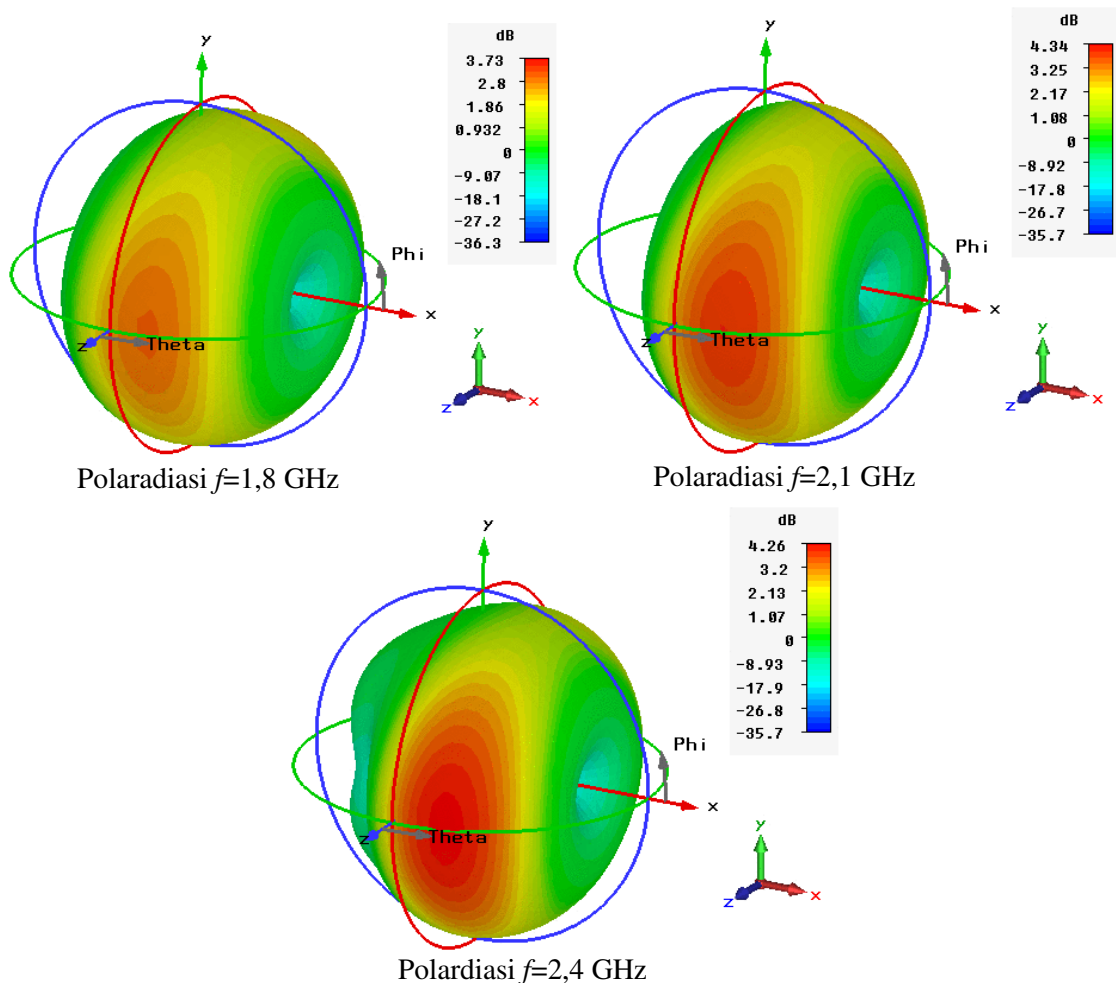 dB
3.73
2.8
1.86
0.932
0
-9.07
-18.1
-27.2
-36.3
y
Phi
x
z
Theta
y
z
x
Polaradiasi f=1,8 GHz
dB
4.34
3.25
2.17
1.08
0
-8.92
-17.8
-26.7
-35.7
y
Phi
x
z
Theta
y
z
x
Polaradiasi f=2,1 GHz
dB
4.26
3.2
2.13
1.07
0
-8.93
-17.9
-26.8
-35.7
y
Phi
x
z
Theta
y
z
x
Polardiasi f=2,4 GHz